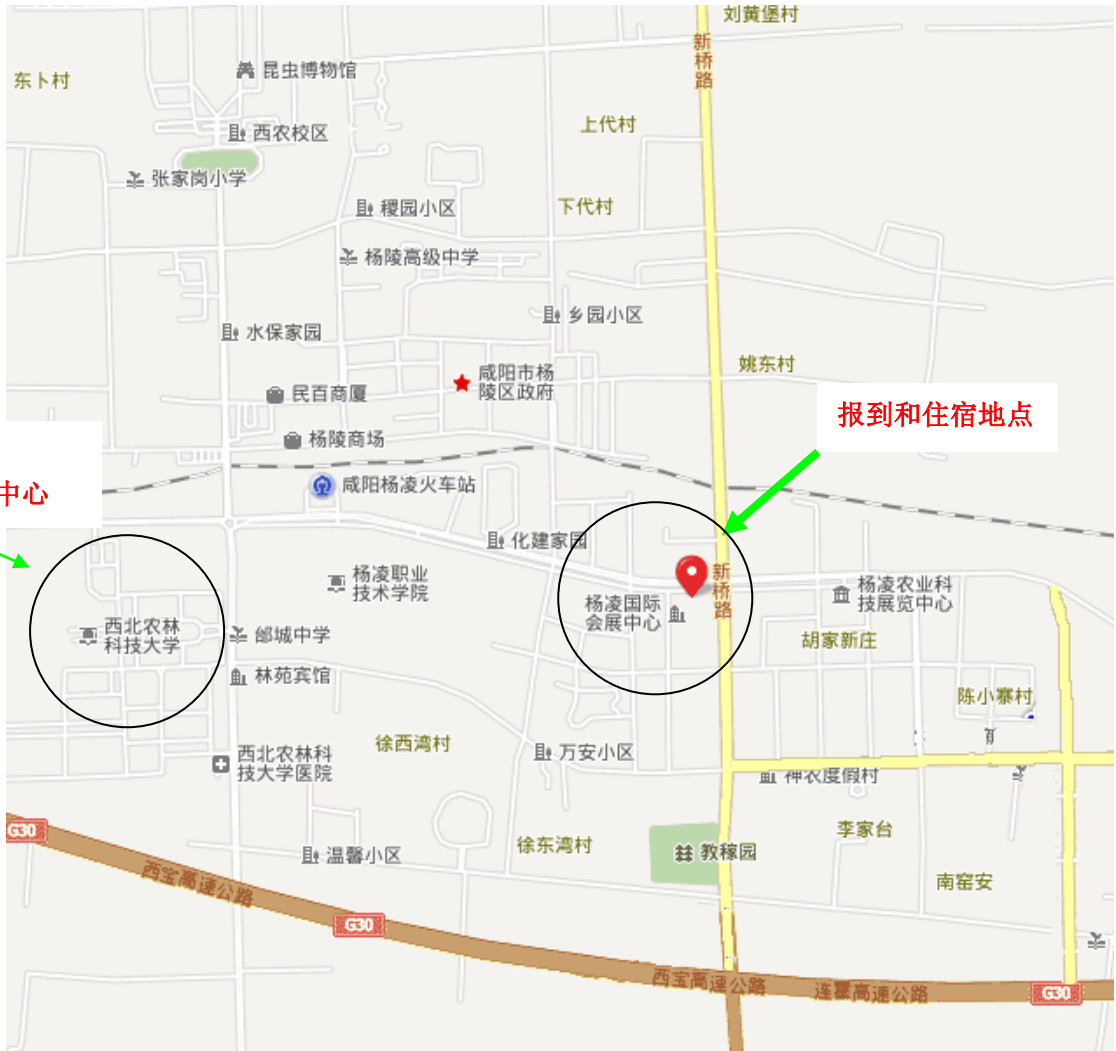 刘黄堡村
新桥路
昆虫博物馆
东卜村
西农校区
上代村
张家岗小学
稷园小区
下代村
杨陵高级中学
乡园小区
水保家园
姚东村
咸阳市杨
陵区政府
民百商厦
报到和住宿地点
杨陵商场
中心
咸阳杨凌火车站
化建家园
杨凌职业
技术学院
新桥路
杨凌农业科
技展览中心
杨凌国际
会展中心
西北农林
科技大学
邰城中学
胡家新庄
林苑宾馆
陈小寨村
徐西湾村
万安小区
西北农林科
技大学医院
神农度假村
G30
李家台
徐东湾村
教稼园
温馨小区
西宝高速公路
南窑安
G30
西宝高速公路
连霍高速公路
G30